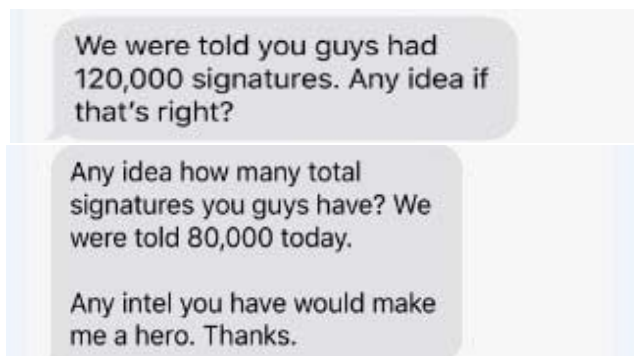 We were told you guys had
120,000 signatures. Any idea if
that's right?
Any idea how many total
signatures you guys have? We
were told 80,000 today.
Any intel you have would make
me a hero. Thanks.